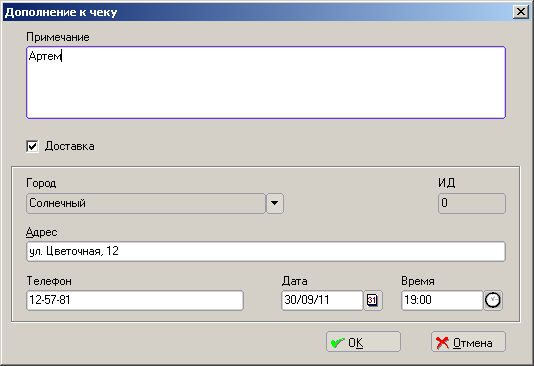 Дополнение к чеку
Примечание
Артем
Доставка
Город ИД
Солнечный 0
Адрес
ул. Цветочная, 12
Телефон Дата Время
12-57-81 30/09/11 31 19:00
OK Отмена